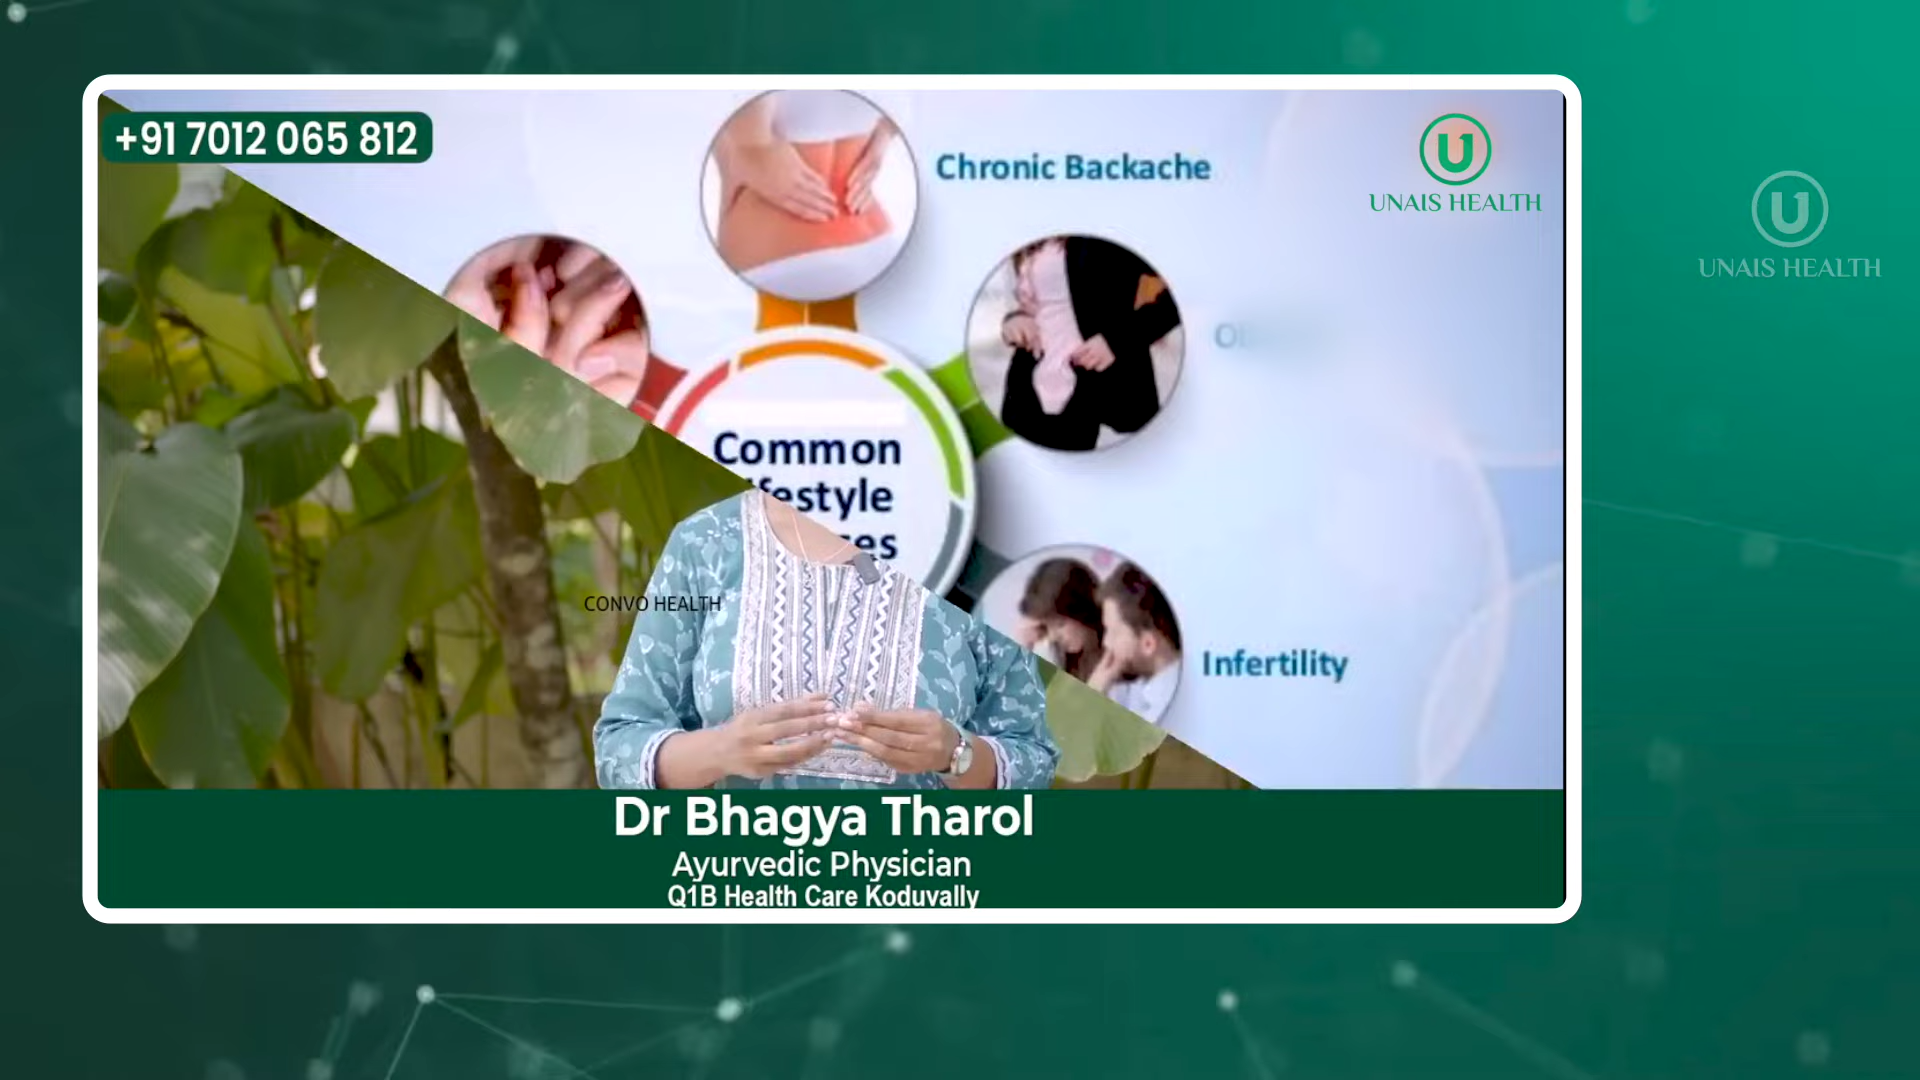 +91 7012 065 812
Chronic Backache
UNAIS HEALTH
UNAIS HEALTH
Common
CONVO HEALTH
Infertility
Dr Bhagya Tharol
Ayurvedic Physician
Q1B Health Care Koduvally